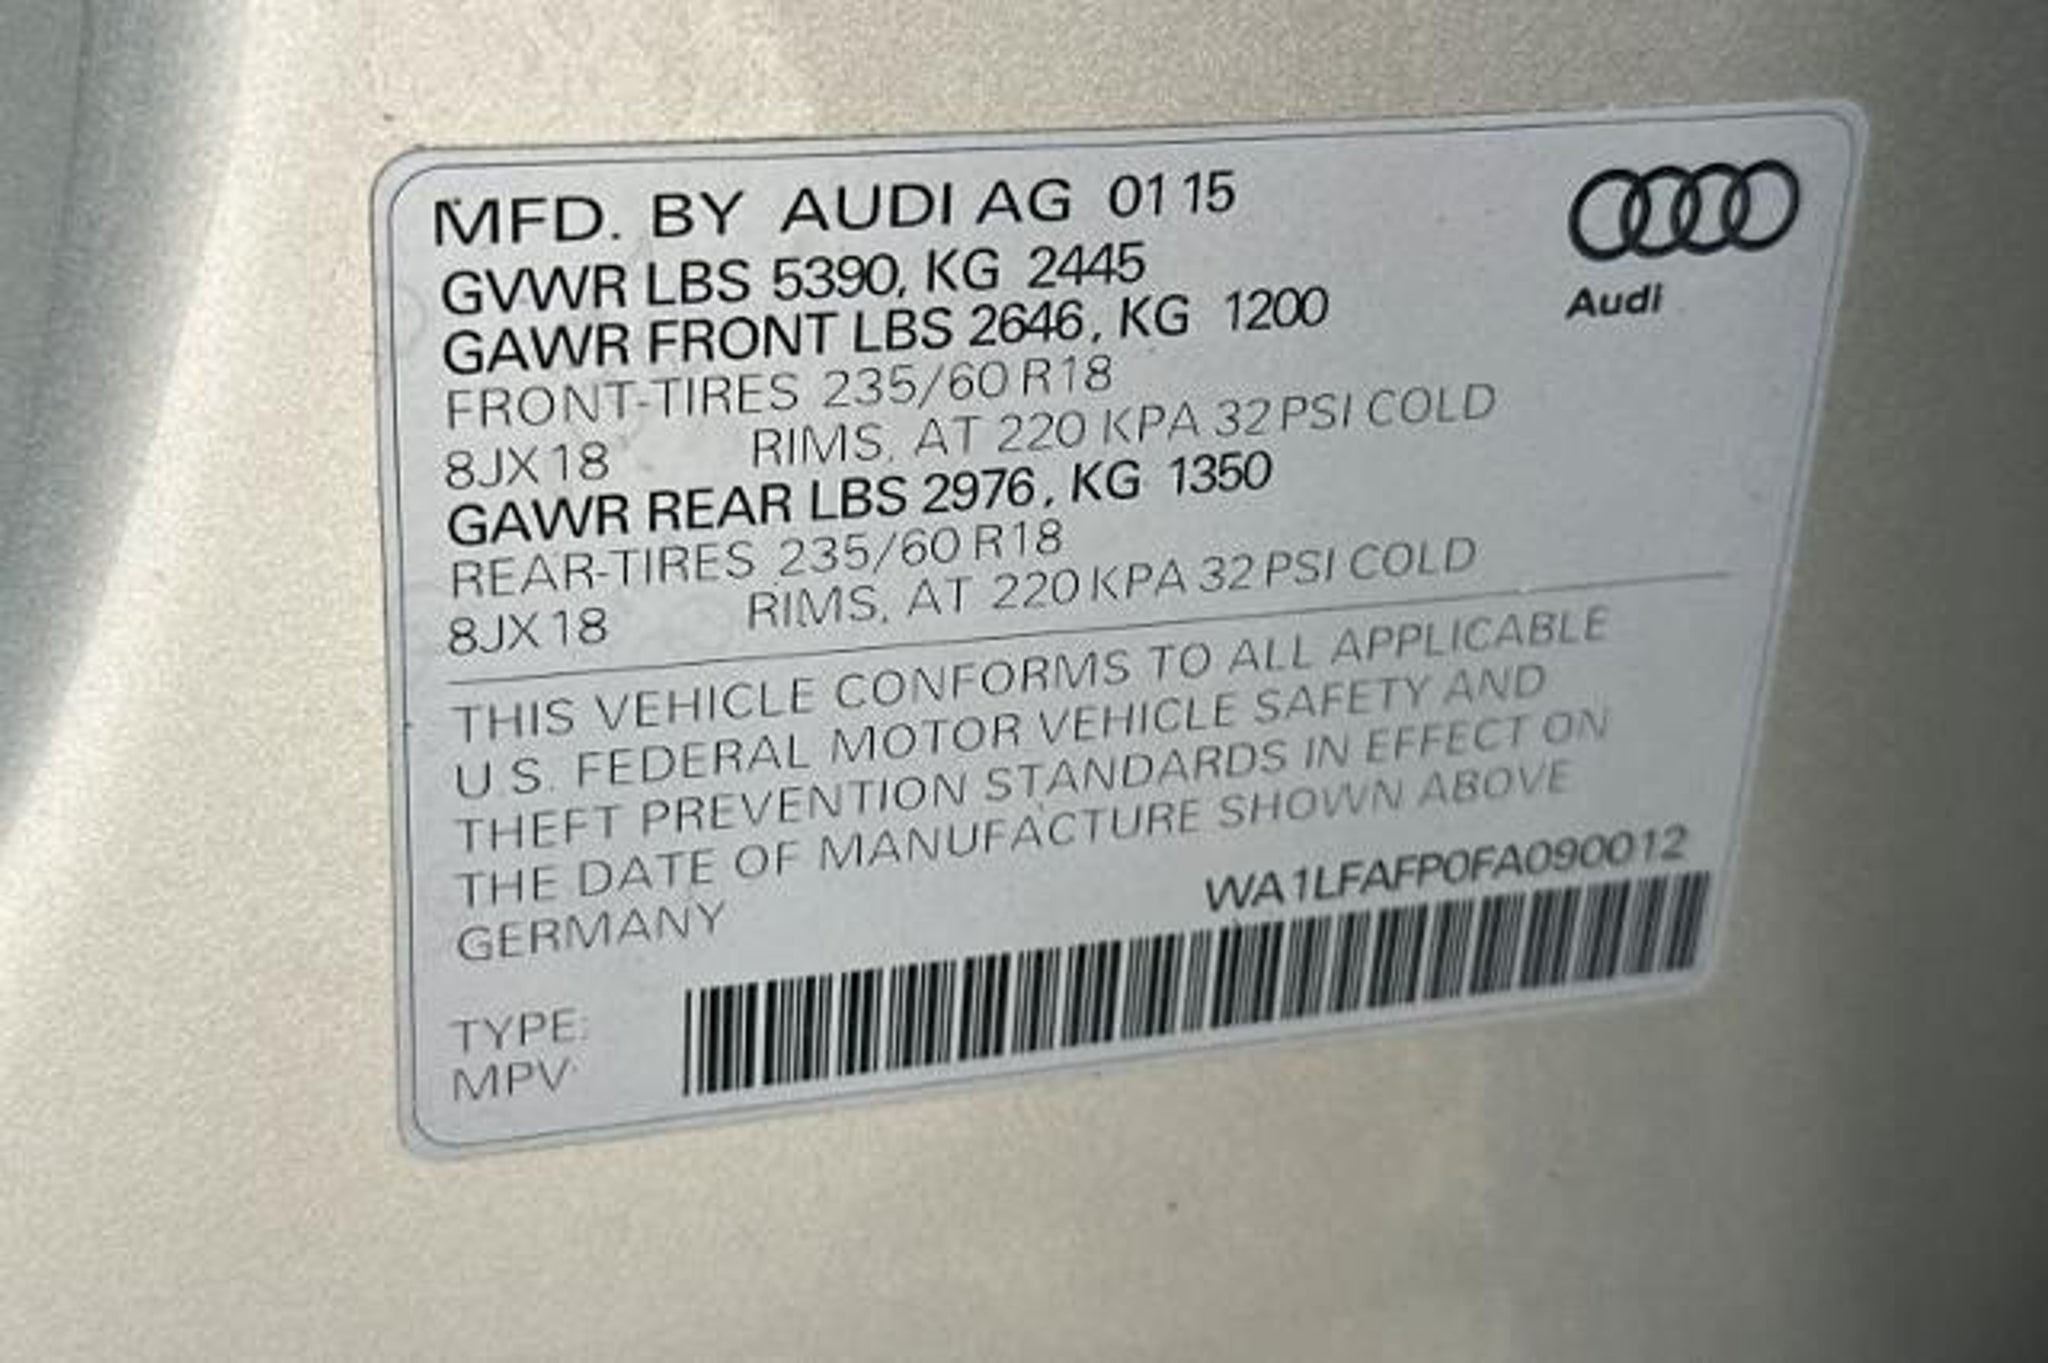 MFD. BY AUDI AG 01 15
GVWR LBS 5390, KG 2445
GAWR FRONT LBS 2646, KG 1200
FRONT-TIRES 235/60 R18
8JX18 RIMS, AT 220 KPA 32 PSI COLD
GAWR REAR LBS 2976, KG 1350
REAR-TIRES 235/60 R18
8JX18 RIMS, AT 220 KPA 32 PSI COLD
Audi
THIS VEHICLE CONFORMS TO ALL APPLICABLE
U.S. FEDERAL MOTOR VEHICLE SAFETY AND
THEFT PREVENTION STANDARDS IN EFFECT ON
THE DATE OF MANUFACTURE SHOWN ABOVE
GERMANY
WA1LFAFP0FA090012
TYPE:
MPV